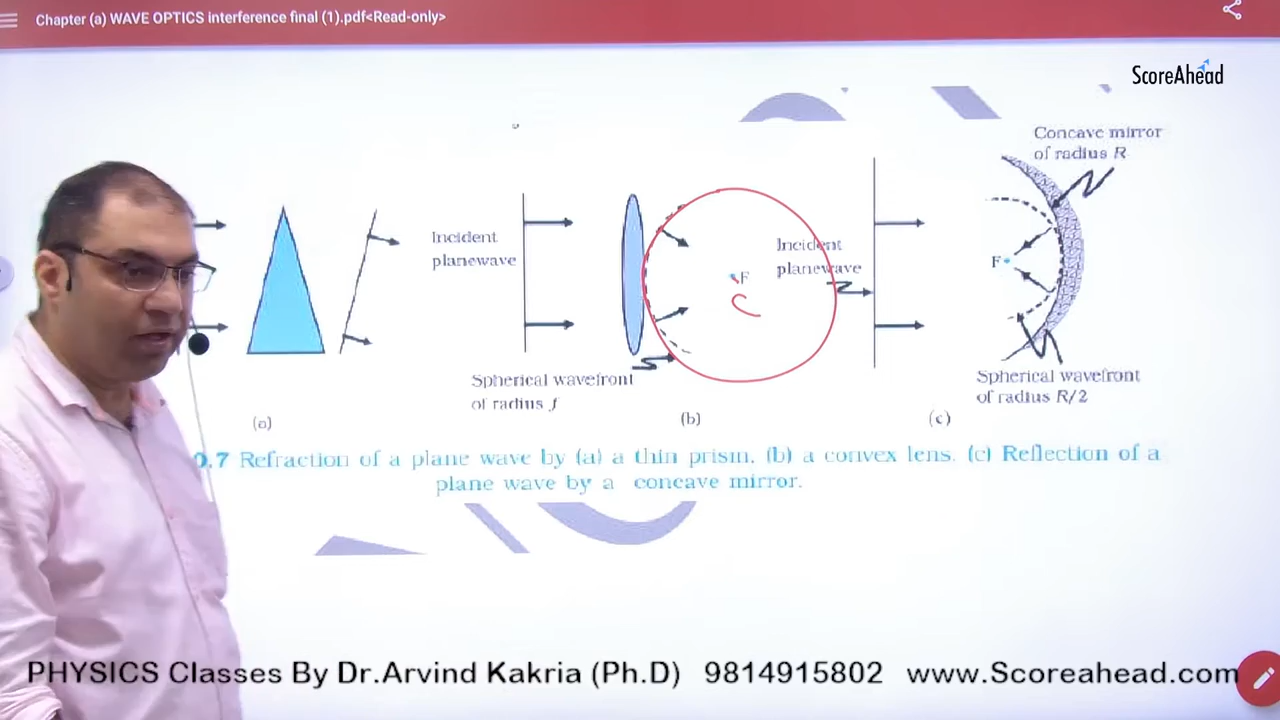 Chapter (a) WAVE OPTICS interference final (1).pdf<Read-only>
ScoreAhead
Concave mirror
of radius R
Incident
planewave
F
C
Incident
planewave
F
Spherical wavefront
of radius f
Spherical wavefront
of radius R/2
(a)
(b)
(c)
0.7 Refraction of a plane wave by (a) a thin prism, (b) a convex lens. (c) Reflection of a
plane wave by a concave mirror.
PHYSICS Classes By Dr.Arvind Kakria (Ph.D) 9814915802 www.Scoreahead.com